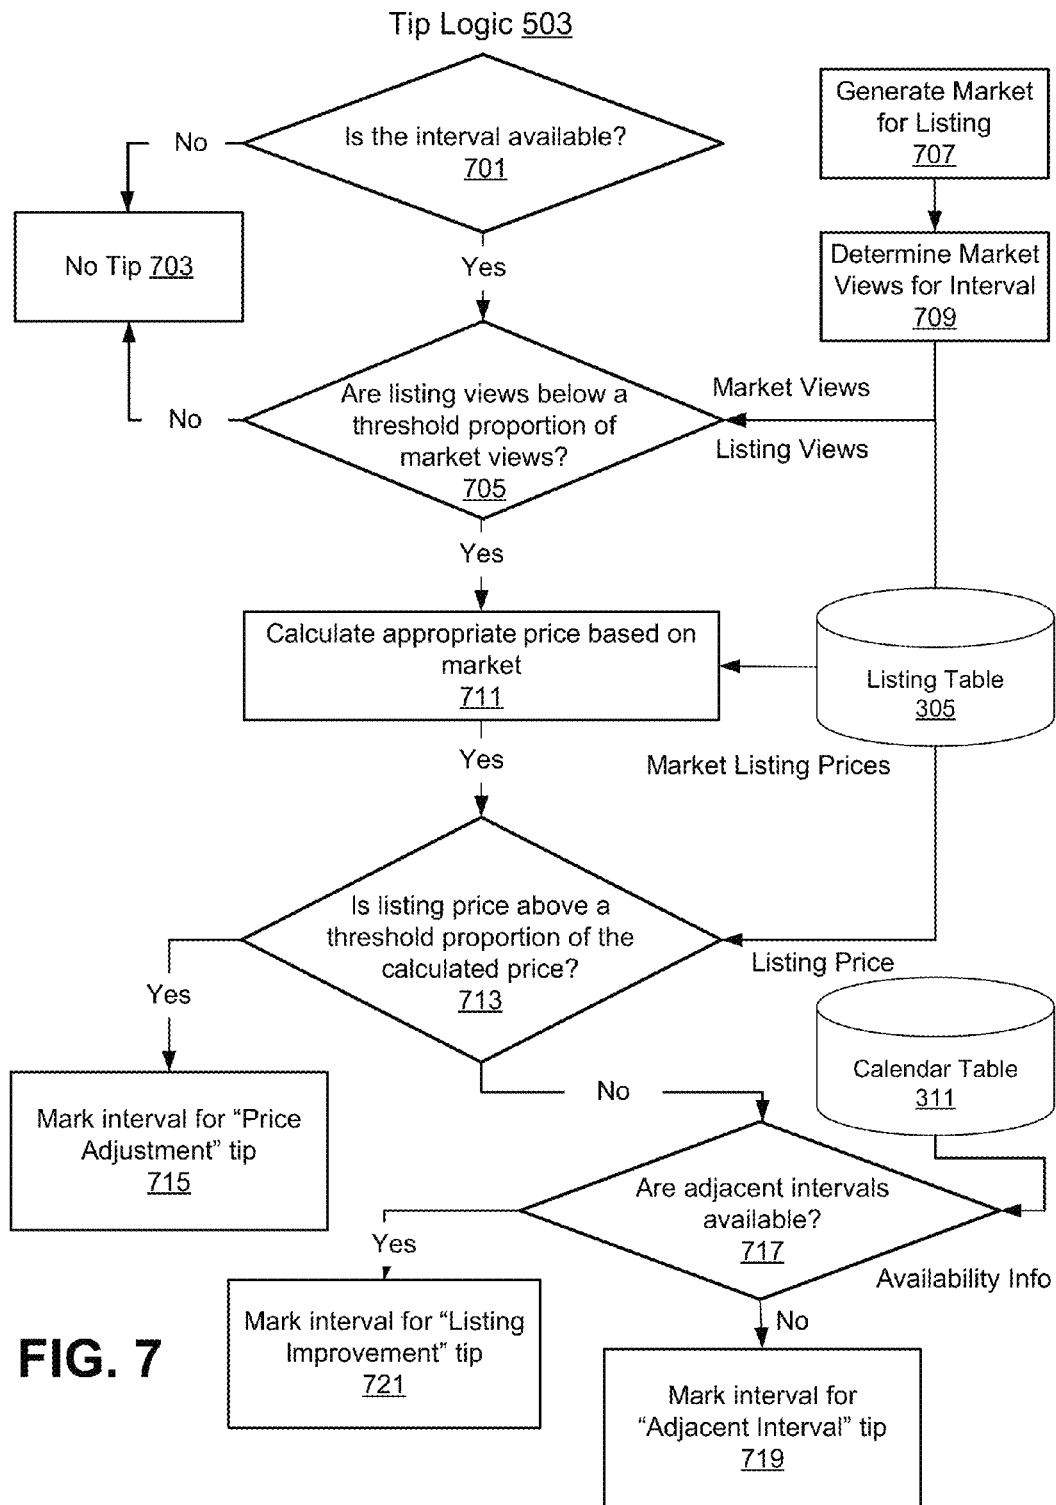 Tip Logic 503
Is the interval available?
701
No
Yes
Generate Market
for Listing
707
No Tip 703
Determine Market
Views for Interval
709
Are listing views below a
threshold proportion of
market views?
705
No
Market Views
Listing Views
Yes
Calculate appropriate price based on
market
711
Listing Table
305
Yes
Market Listing Prices
Is listing price above a
threshold proportion of the
calculated price?
713
Listing Price
Yes
No
Calendar Table
311
Mark interval for “Price
Adjustment” tip
715
Are adjacent intervals
available?
717
Yes
Availability Info
No
Mark interval for “Listing
Improvement” tip
721
FIG. 7
Mark interval for
“Adjacent Interval” tip
719